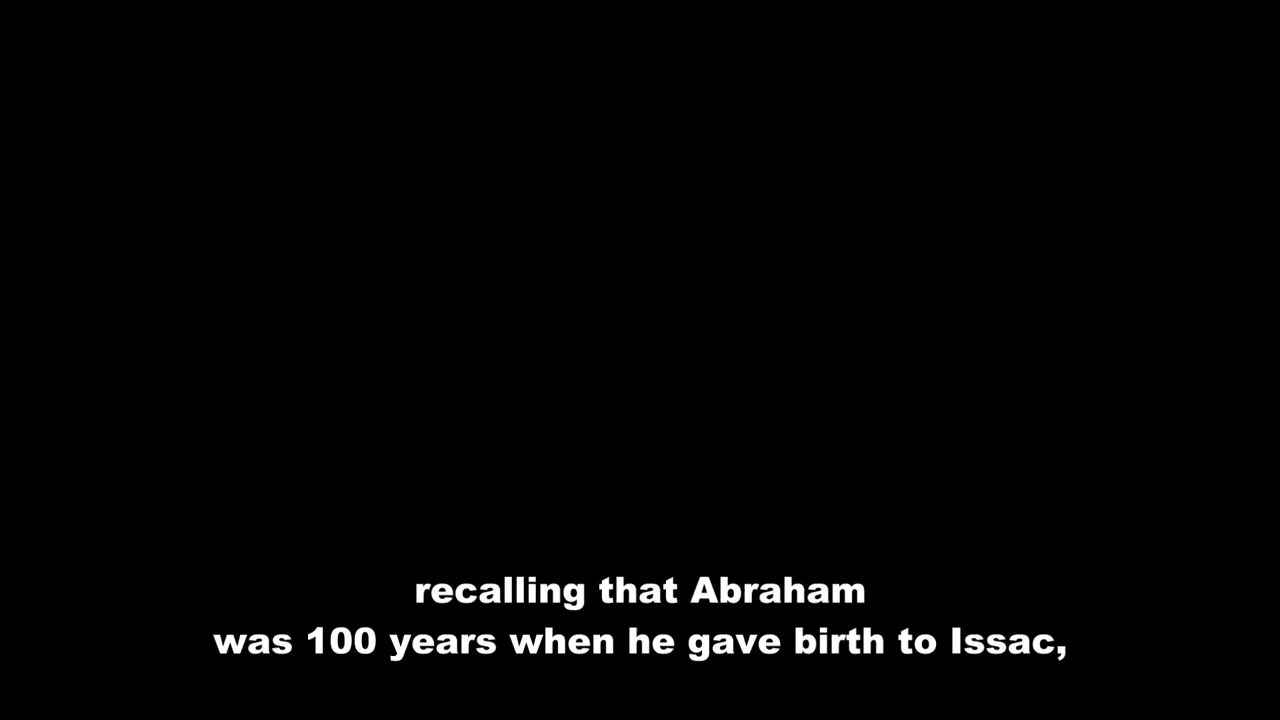 recalling that Abraham
was 100 years when he gave birth to Issac,